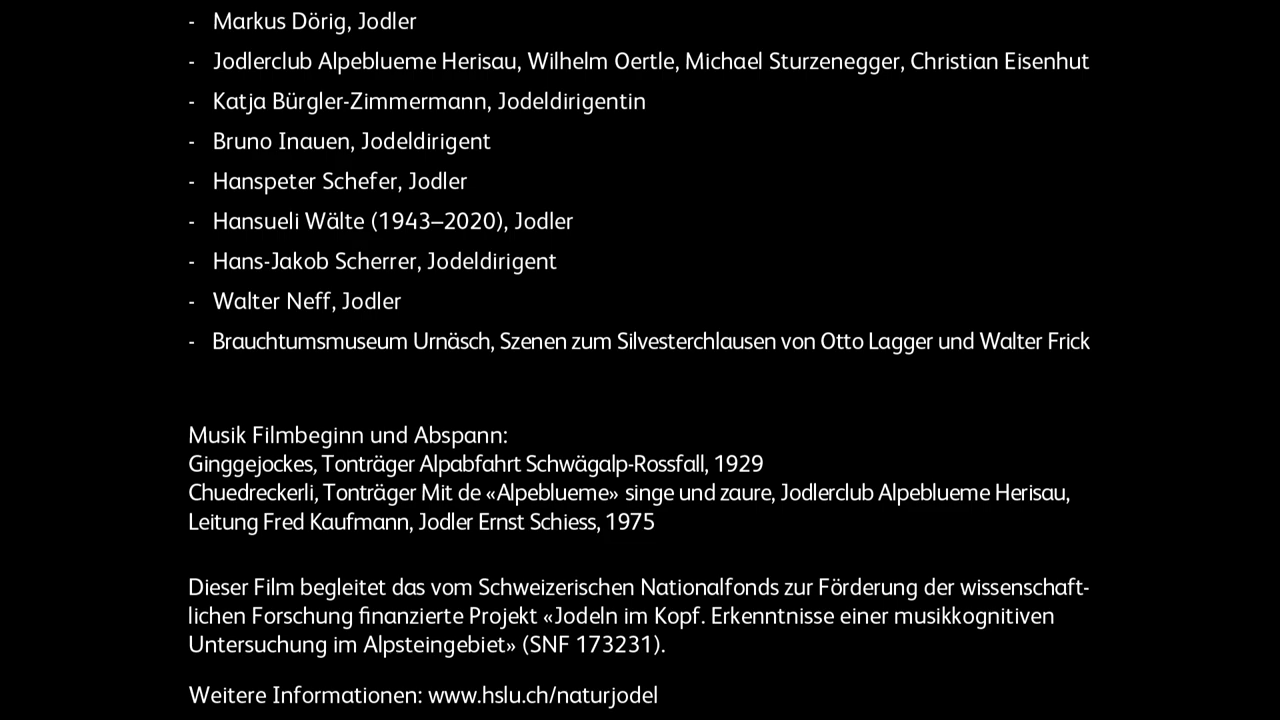 - Markus Dörig, Jodler
- Jodlerclub Alpeblueme Herisau, Wilhelm Oertle, Michael Sturzenegger, Christian Eisenhut
- Katja Bürgler-Zimmermann, Jodeldirigentin
- Bruno Inauen, Jodeldirigent
- Hanspeter Schefer, Jodler
- Hansueli Wälte (1943–2020), Jodler
- Hans-Jakob Scherrer, Jodeldirigent
- Walter Neff, Jodler
- Brauchtumsmuseum Urnäsch, Szenen zum Silvesterchlausen von Otto Lagger und Walter Frick
Musik Filmbeginn und Abspann:
Ginggejockes, Tonträger Alpabfahrt Schwägalp-Rossfall, 1929
Chuedreckerli, Tonträger Mit de «Alpeblueme» singe und zaure, Jodlerclub Alpeblueme Herisau,
Leitung Fred Kaufmann, Jodler Ernst Schiess, 1975
Dieser Film begleitet das vom Schweizerischen Nationalfonds zur Förderung der wissenschaft-
lichen Forschung finanzierte Projekt «Jodeln im Kopf. Erkenntnisse einer musikkognitiven
Untersuchung im Alpsteingebiet» (SNF 173231).
Weitere Informationen: www.hslu.ch/naturjodel